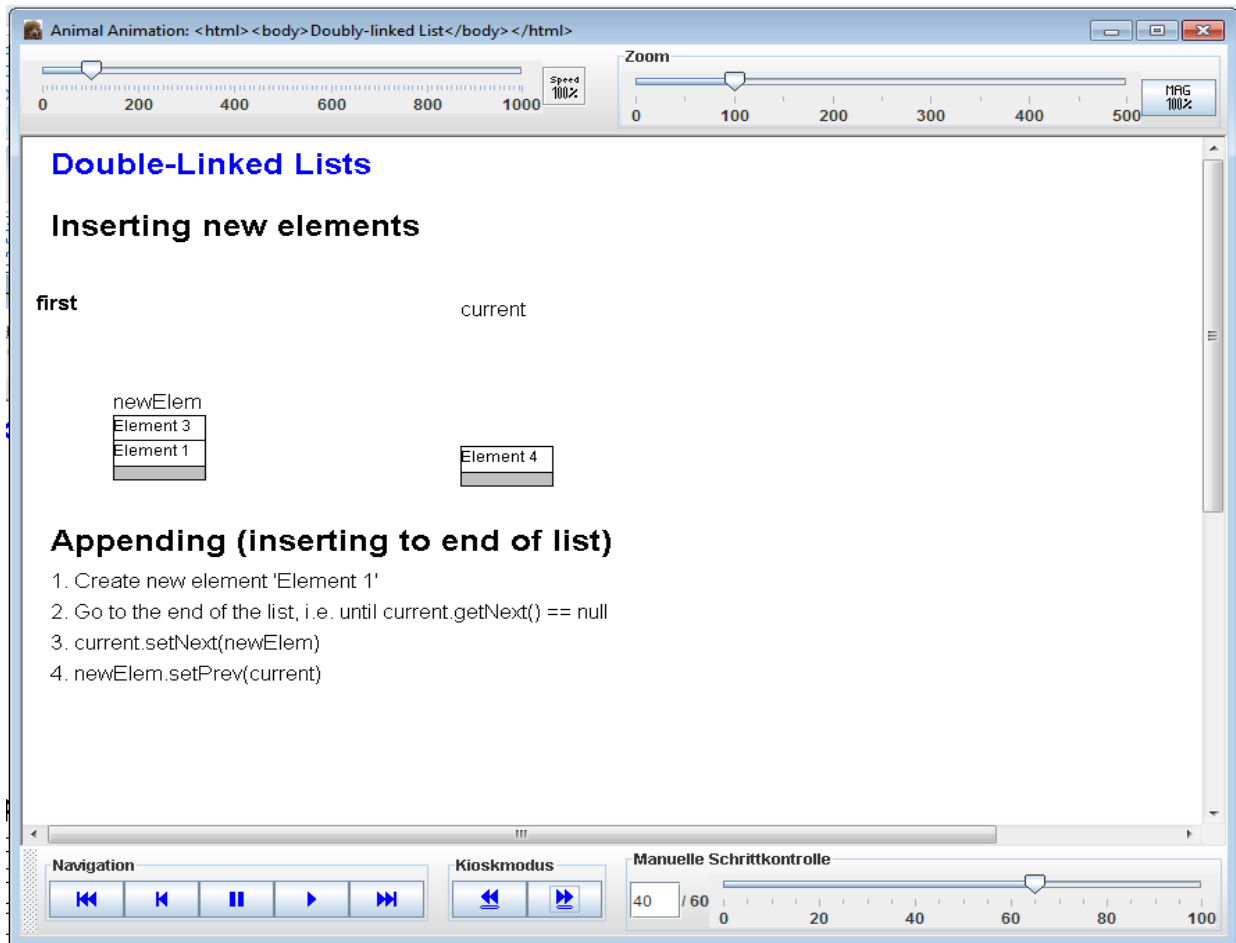 Animal Animation: <html><body>Doubly-linked List</body></html>
Zoom
Speed
100%
0 200 400 600 800 1000
MAG
100%
0 100 200 300 400 500
Double-Linked Lists
Inserting new elements
first
current
newElem
Element 3
Element 1
Element 4
Appending (inserting to end of list)
1. Create new element 'Element 1'
2. Go to the end of the list, i.e. until current.getNext() == null
3. current.setNext(newElem)
4. newElem.setPrev(current)
Navigation
Kioskmodus
Manuelle Schrittkontrolle
40 / 60
0 20 40 60 80 100